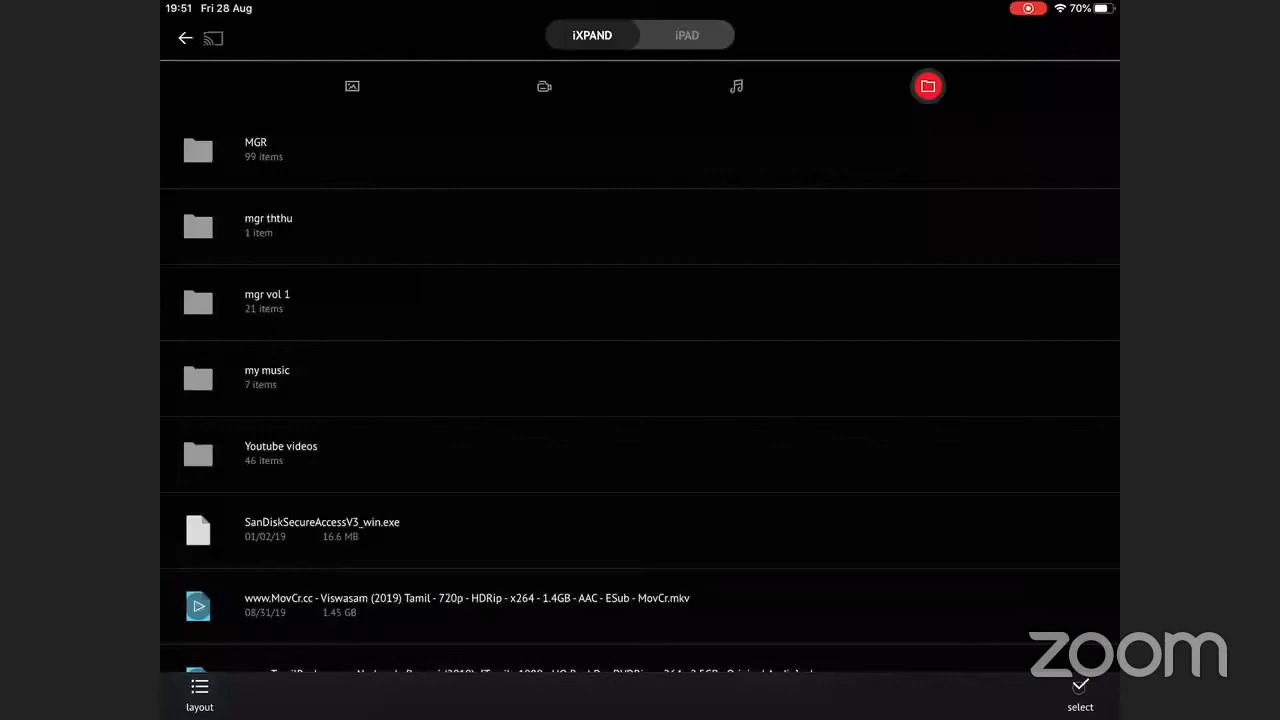 19:51 Fri 28 Aug
70%
iXPAND iPAD
MGR
99 items
mgr ththu
1 item
mgr vol 1
21 items
my music
7 items
Youtube videos
46 items
SanDiskSecureAccessV3_win.exe
01/02/19 16.6 MB
www.MovCr.cc - Viswasam (2019) Tamil - 720p - HDRip - x264 - 1.4GB - AAC - ESub - MovCr.mkv
08/31/19 1.45 GB
zoom
layout
select